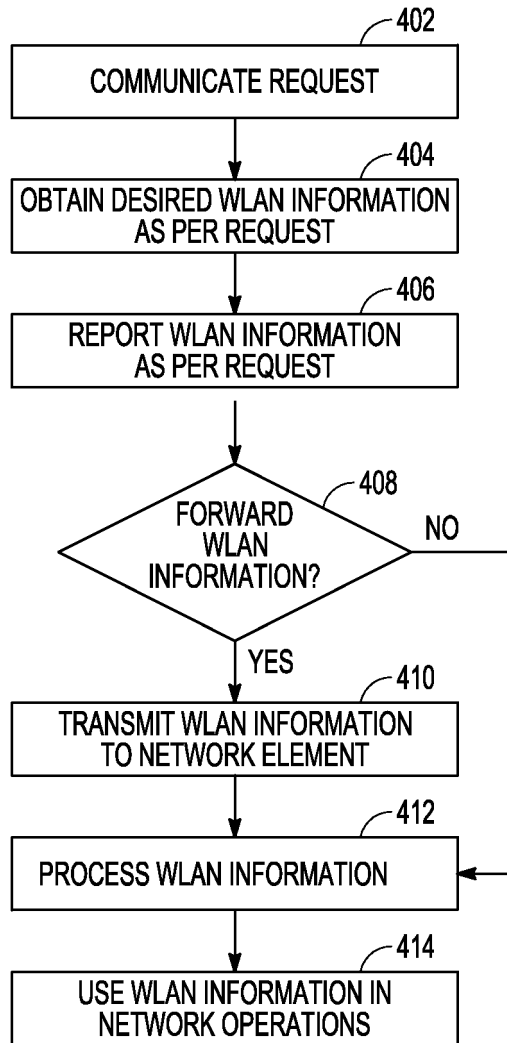 402
COMMUNICATE REQUEST
404
OBTAIN DESIRED WLAN INFORMATION
AS PER REQUEST
406
REPORT WLAN INFORMATION
AS PER REQUEST
408
FORWARD
WLAN
INFORMATION?
NO
YES
410
TRANSMIT WLAN INFORMATION
TO NETWORK ELEMENT
412
PROCESS WLAN INFORMATION
414
USE WLAN INFORMATION IN
NETWORK OPERATIONS